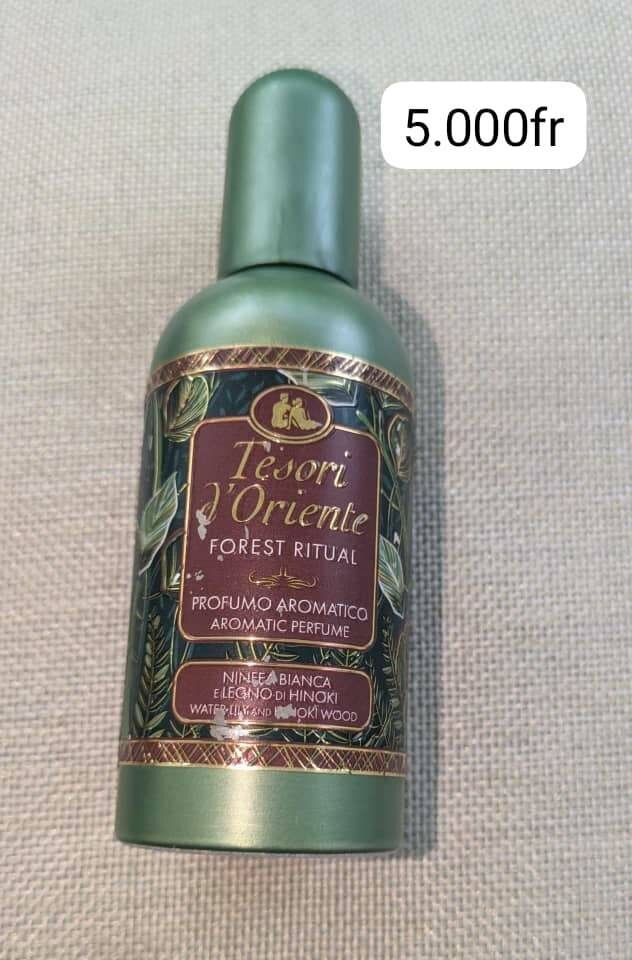 5.000fr
Tesori
d'Oriente
FOREST RITUAL
PROFUMO AROMATICO
AROMATIC PERFUME
NINFEA BIANCA
E LEGNO DI HINOKI
WATER LILY AND HINOKI WOOD